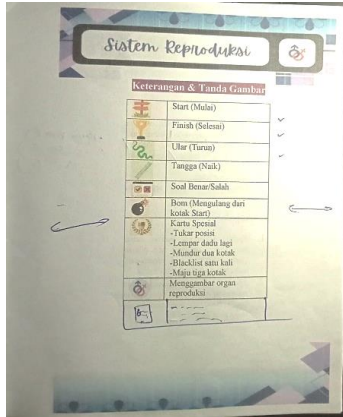 Sistem Reproduksi
Keterangan & Tanda Gambar
Start (Mulai)
Finish (Selesai)
Ular (Turun)
Tangga (Naik)
Soal Benar/Salah
Bom (Mengulang dari
kotak Start)
Kartu Spesial
-Tukar posisi
-Lempar dadu lagi
-Mundur dua kotak
-Blacklist satu kali
-Maju tiga kotak
Menggambar organ
reproduksi